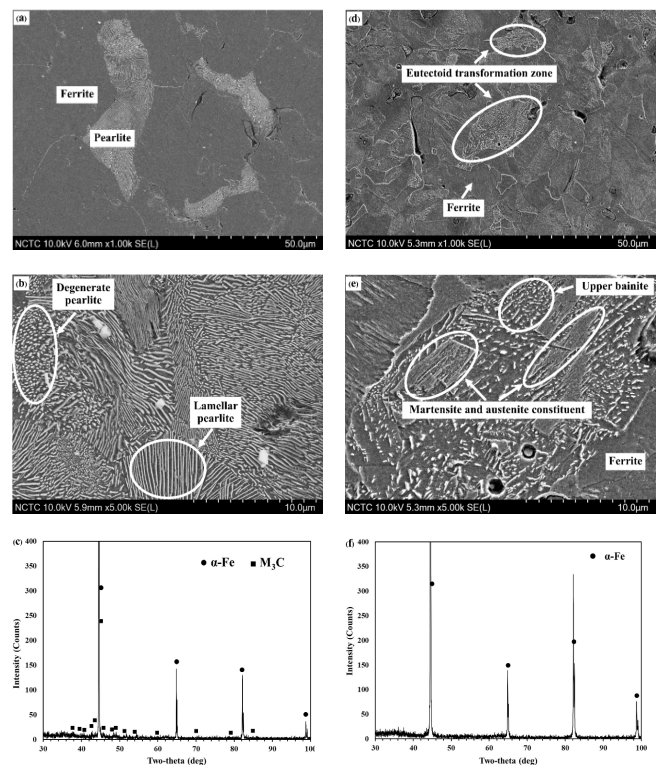 (a)
Ferrite
Pearlite
NCTC 10.0kV 6.0mm x1.00k SE(L)
50.0μm
(d)
Eutectoid transformation zone
Ferrite
NCTC 10.0kV 5.3mm x1.00k SE(L)
50.0μm
(b)
Degenerate
pearlite
Lamellar
pearlite
NCTC 10.0kV 5.9mm x5.00k SE(L)
10.0μm
(e)
Upper bainite
Martensite and austenite constituent
Ferrite
NCTC 10.0kV 5.3mm x5.00k SE(L)
10.0μm
(c)
α-Fe
M3C
Intensity (Counts)
400
350
300
250
200
150
100
50
0
30 40 50 60 70 80 90 100
Two-theta (deg)
(f)
α-Fe
Intensity (Counts)
400
350
300
250
200
150
100
50
0
30 40 50 60 70 80 90 100
Two-theta (deg)